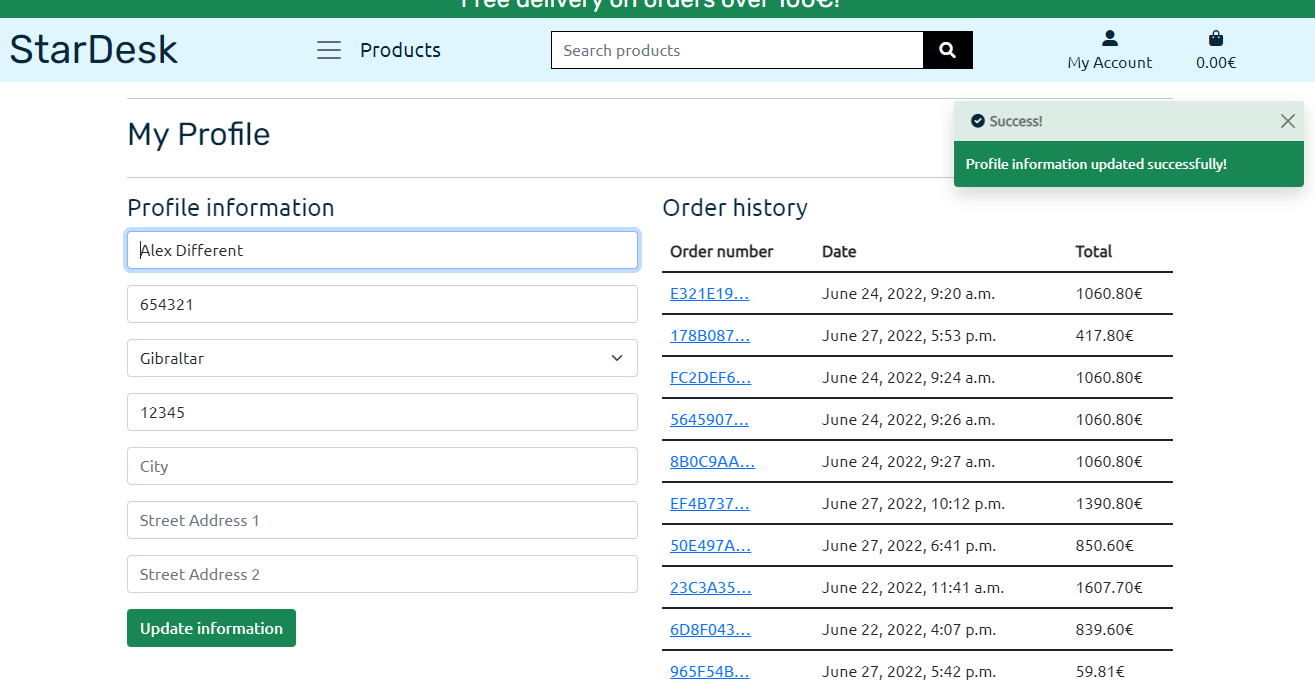 Free delivery on orders over 100€!
StarDesk
Products
Search products
My Account
0.00€
My Profile
Success!
Profile information updated successfully!
Profile information
Alex Different
654321
Gibraltar
12345
City
Street Address 1
Street Address 2
Update information
Order history
Order number Date Total
E321E19... June 24, 2022, 9:20 a.m. 1060.80€
178B087... June 27, 2022, 5:53 p.m. 417.80€
FC2DEF6... June 24, 2022, 9:24 a.m. 1060.80€
5645907... June 24, 2022, 9:26 a.m. 1060.80€
8B0C9AA... June 24, 2022, 9:27 a.m. 1060.80€
EF4B737... June 27, 2022, 10:12 p.m. 1390.80€
50E497A... June 27, 2022, 6:41 p.m. 850.60€
23C3A35... June 22, 2022, 11:41 a.m. 1607.70€
6D8F043... June 22, 2022, 4:07 p.m. 839.60€
965F54B... June 27, 2022, 5:42 p.m. 59.81€